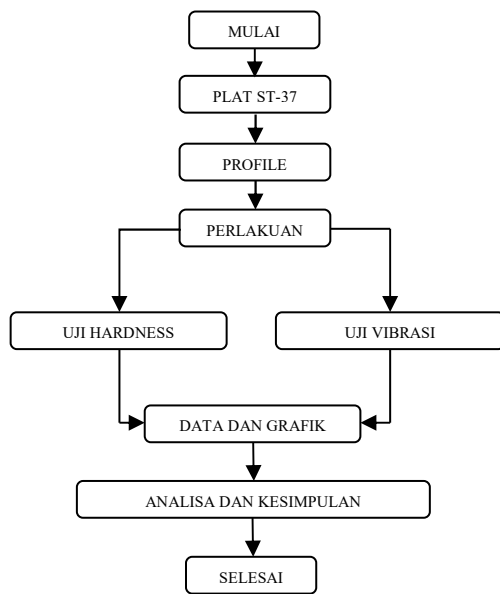 MULAI
PLAT ST-37
PROFILE
PERLAKUAN
UJI HARDNESS
UJI VIBRASI
DATA DAN GRAFIK
ANALISA DAN KESIMPULAN
SELESAI